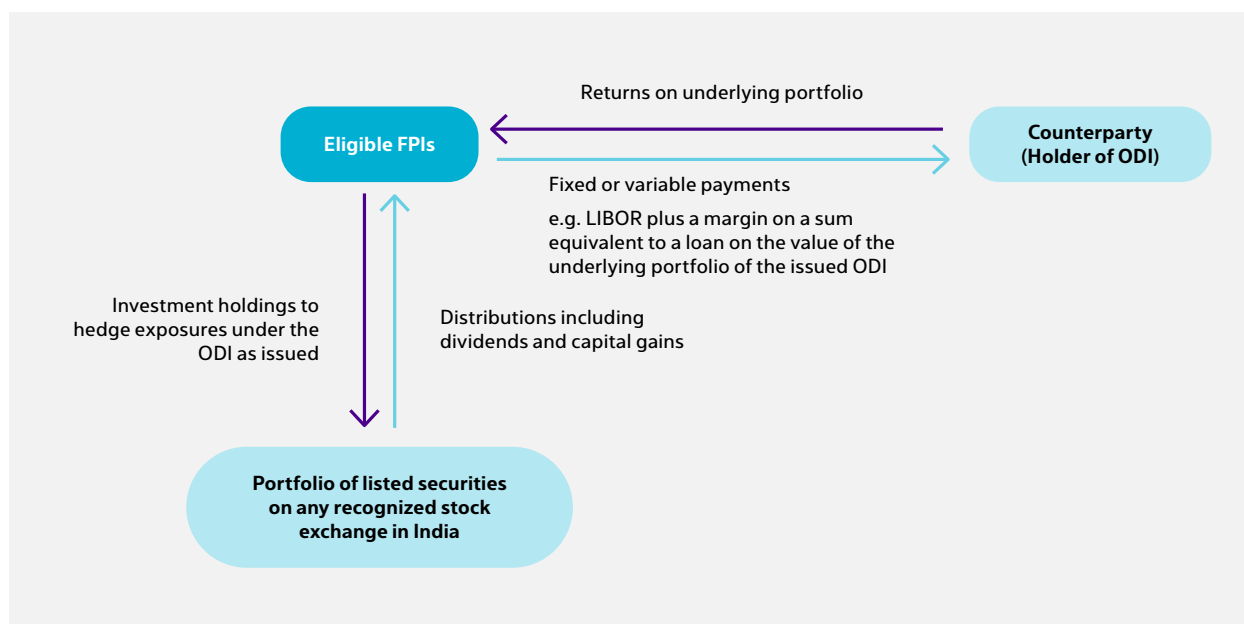 Returns on underlying portfolio
Eligible FPIs
Counterparty
(Holder of ODI)
Fixed or variable payments
e.g. LIBOR plus a margin on a sum
equivalent to a loan on the value of the
underlying portfolio of the issued ODI
Investment holdings to
hedge exposures under the
ODI as issued
Distributions including
dividends and capital gains
Portfolio of listed securities
on any recognized stock
exchange in India